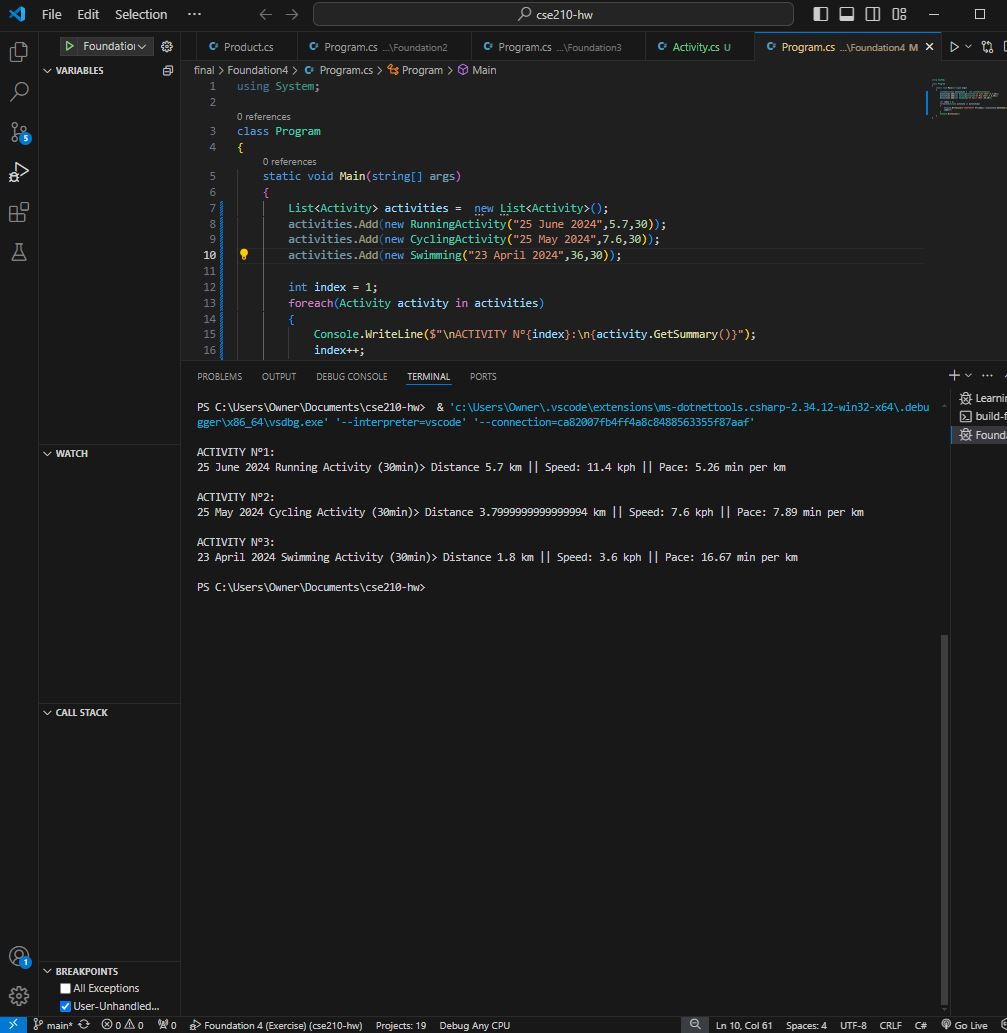 File Edit Selection ··· cse210-hw
Foundation Product.cs Program.cs ...\Foundation2 Program.cs ...\Foundation3 Activity.cs U Program.cs ...\Foundation4 M
VARIABLES
final > Foundation4 > Program.cs > Program > Main
1 using System;
2
0 references
3 class Program
4 {
0 references
5 static void Main(string[] args)
6 {
7 List<Activity> activities =  new List<Activity>();
8 activities.Add(new RunningActivity("25 June 2024",5.7,30));
9 activities.Add(new CyclingActivity("25 May 2024",7.6,30));
10 activities.Add(new Swimming("23 April 2024",36,30));
11
12 int index = 1;
13 foreach(Activity activity in activities)
14 {
15 Console.WriteLine($"\nACTIVITY N°{index}:\n{activity.GetSummary()}");
16 index++;
PROBLEMS OUTPUT DEBUG CONSOLE TERMINAL PORTS
PS C:\Users\Owner\Documents\cse210-hw>  & 'c:\Users\Owner\.vscode\extensions\ms-dotnettools.csharp-2.34.12-win32-x64\.debu
gger\x86_64\vsdbg.exe' '--interpreter=vscode' '--connection=ca82007fb4ff4a8c8488563355f87aaf'
Learnin
build-f
Found
ACTIVITY N°1:
25 June 2024 Running Activity (30min)> Distance 5.7 km || Speed: 11.4 kph || Pace: 5.26 min per km
WATCH
ACTIVITY N°2:
25 May 2024 Cycling Activity (30min)> Distance 3.7999999999999994 km || Speed: 7.6 kph || Pace: 7.89 min per km
ACTIVITY N°3:
23 April 2024 Swimming Activity (30min)> Distance 1.8 km || Speed: 3.6 kph || Pace: 16.67 min per km
PS C:\Users\Owner\Documents\cse210-hw>
CALL STACK
BREAKPOINTS
All Exceptions
User-Unhandled...
5
1
main* 0 0 0 Foundation 4 (Exercise) (cse210-hw) Projects: 19 Debug Any CPU Ln 10, Col 61 Spaces: 4 UTF-8 CRLF C# Go Live